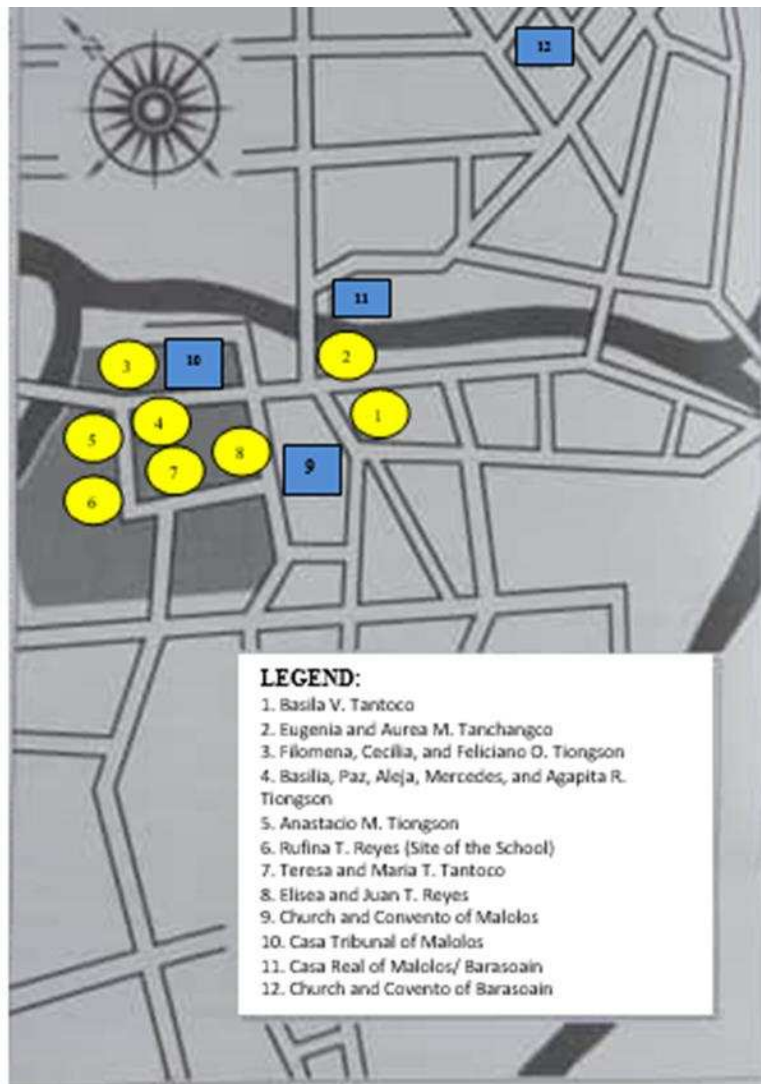 12
11
2
3
10
1
4
5
8
9
7
6
LEGEND:
1. Basila V. Tantoco
2. Eugenia and Aurea M. Tanchangco
3. Filomena, Cecilia, and Feliciano O. Tiongson
4. Basilia, Paz, Aleja, Mercedes, and Agapita R.
Tiongson
5. Anastacio M. Tiongson
6. Rufina T. Reyes (Site of the School)
7. Teresa and Maria T. Tantoco
8. Elisea and Juan T. Reyes
9. Church and Convento of Malolos
10. Casa Tribunal of Malolos
11. Casa Real of Malolos/ Barasoain
12. Church and Covento of Barasoain